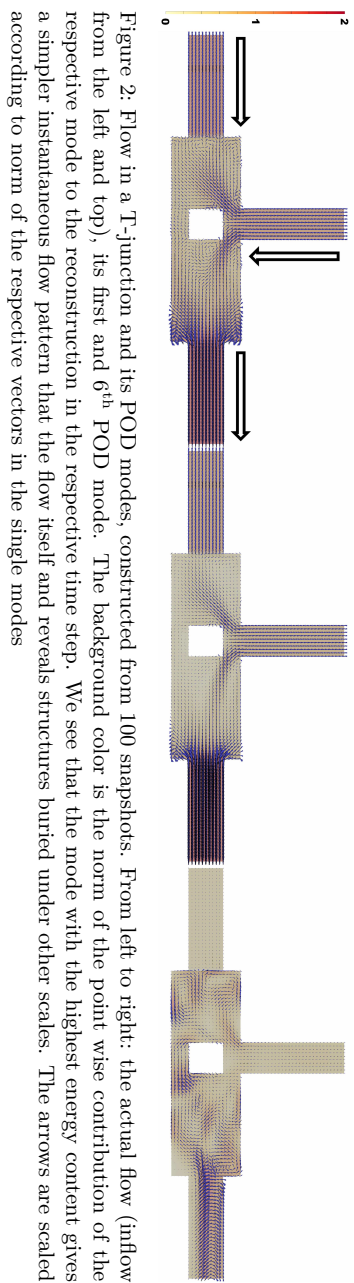 0
1
2
Figure 2: Flow in a T-junction and its POD modes, constructed from 100 snapshots. From left to right: the actual flow (inflow
from the left and top), its first and 6th POD mode. The background color is the norm of the point wise contribution of the
respective mode to the reconstruction in the respective time step. We see that the mode with the highest energy content gives
a simpler instantaneous flow pattern that the flow itself and reveals structures buried under other scales. The arrows are scaled
according to norm of the respective vectors in the single modes